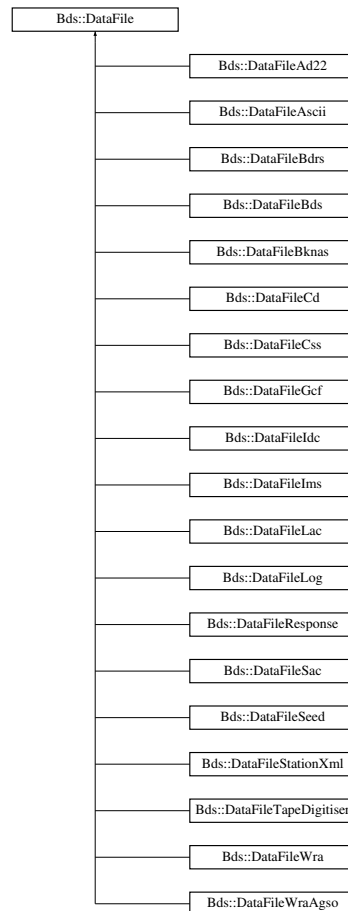 Bds::DataFile
Bds::DataFileAd22
Bds::DataFileAscii
Bds::DataFileBdrs
Bds::DataFileBds
Bds::DataFileBknas
Bds::DataFileCd
Bds::DataFileCss
Bds::DataFileGcf
Bds::DataFileIdc
Bds::DataFileIms
Bds::DataFileLac
Bds::DataFileLog
Bds::DataFileResponse
Bds::DataFileSac
Bds::DataFileSeed
Bds::DataFileStationXml
Bds::DataFileTapeDigitiser
Bds::DataFileWra
Bds::DataFileWraAgso